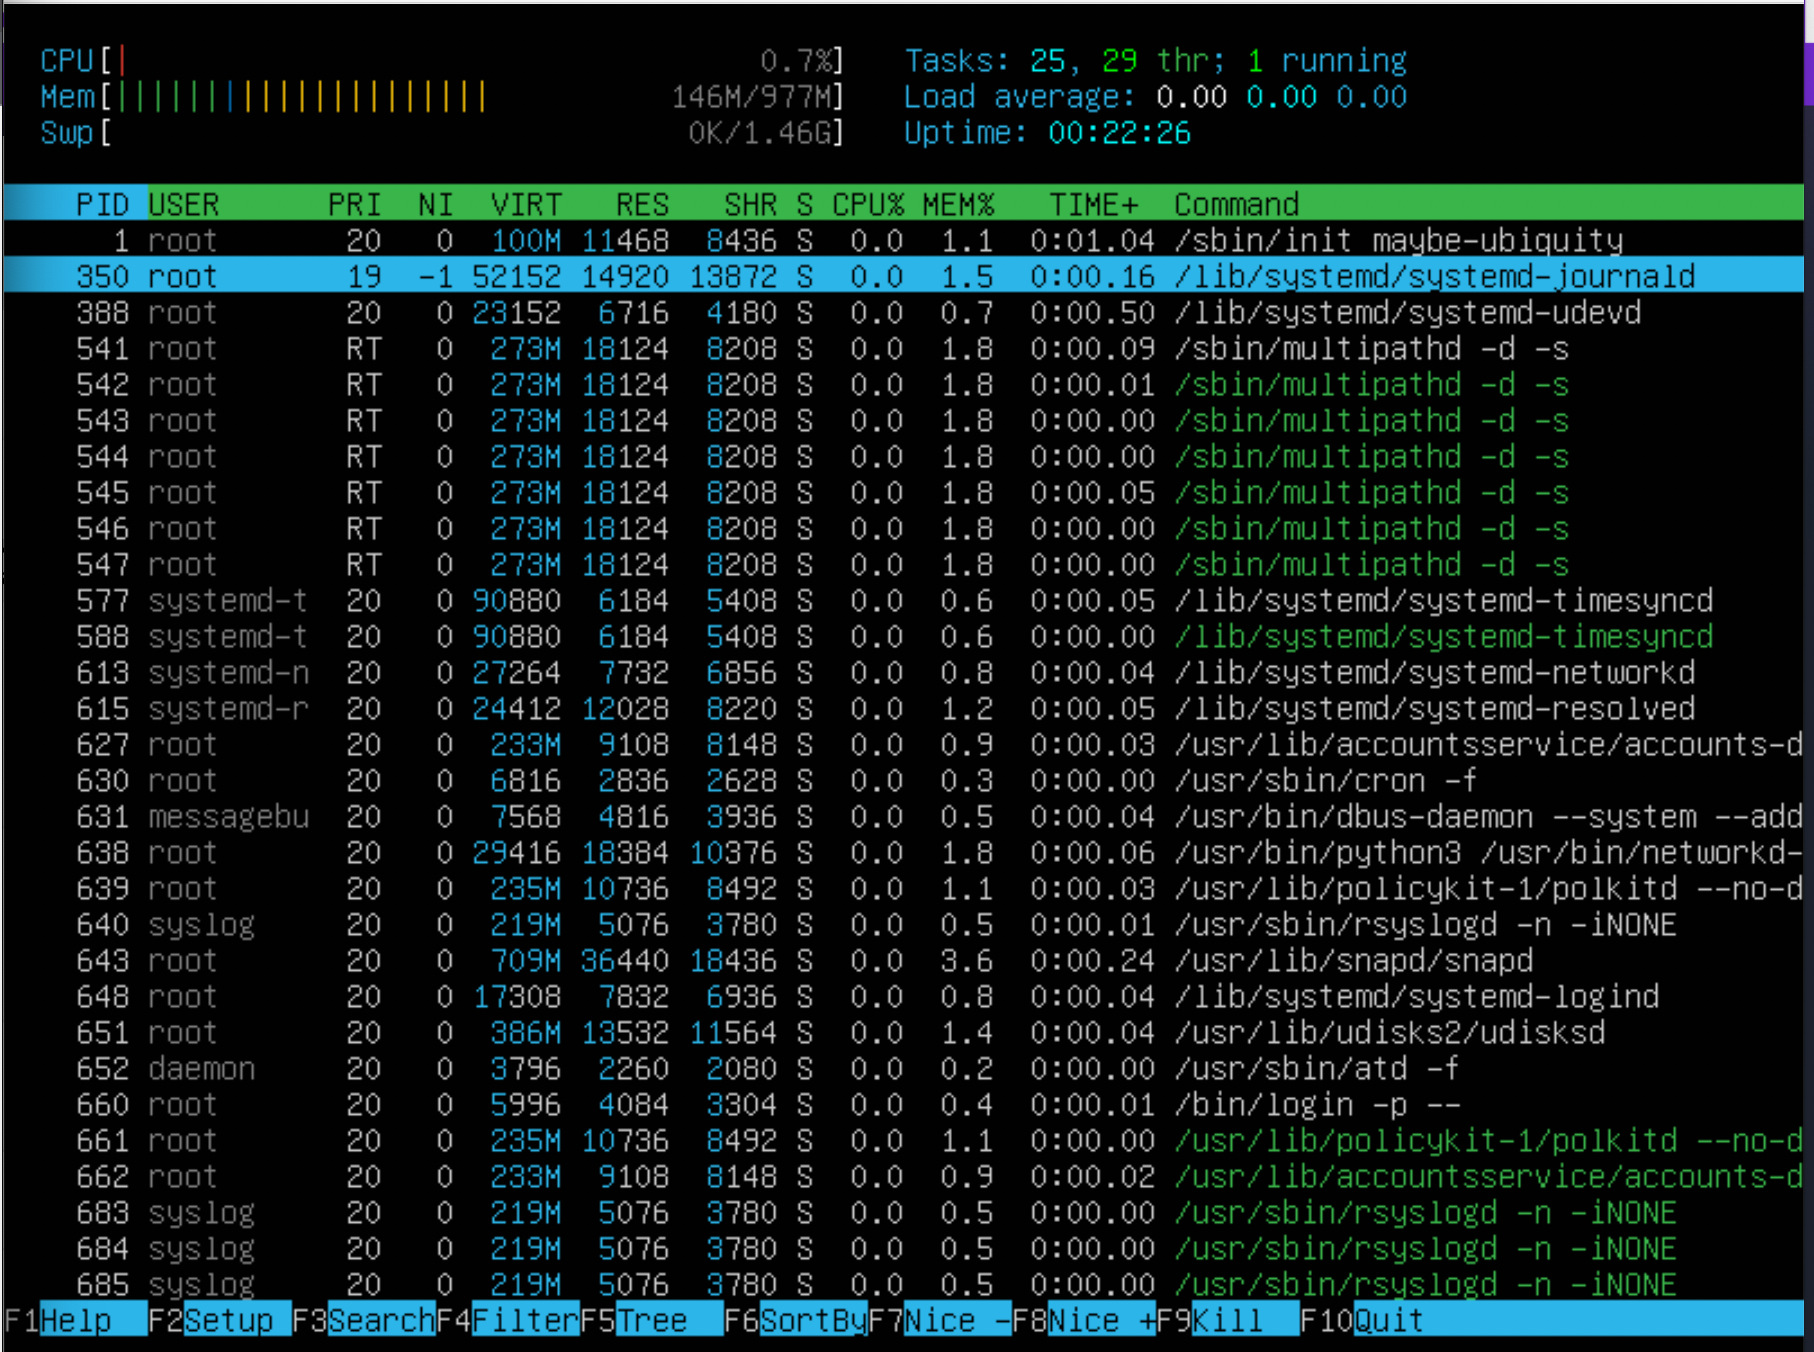 CPU[| 0.7%] Tasks: 25, 29 thr; 1 running
Mem[||||||||||||||||||||| 146M/977M] Load average: 0.00 0.00 0.00
Swp[ 0K/1.46G] Uptime: 00:22:26
PID USER PRI NI VIRT RES SHR S CPU% MEM% TIME+ Command
1 root 20 0 100M 11468 8436 S 0.0 1.1 0:01.04 /sbin/init maybe-ubiquity
350 root 19 -1 52152 14920 13872 S 0.0 1.5 0:00.16 /lib/systemd/systemd-journald
388 root 20 0 23152 6716 4180 S 0.0 0.7 0:00.50 /lib/systemd/systemd-udevd
541 root RT 0 273M 18124 8208 S 0.0 1.8 0:00.09 /sbin/multipathd -d -s
542 root RT 0 273M 18124 8208 S 0.0 1.8 0:00.01 /sbin/multipathd -d -s
543 root RT 0 273M 18124 8208 S 0.0 1.8 0:00.00 /sbin/multipathd -d -s
544 root RT 0 273M 18124 8208 S 0.0 1.8 0:00.00 /sbin/multipathd -d -s
545 root RT 0 273M 18124 8208 S 0.0 1.8 0:00.05 /sbin/multipathd -d -s
546 root RT 0 273M 18124 8208 S 0.0 1.8 0:00.00 /sbin/multipathd -d -s
547 root RT 0 273M 18124 8208 S 0.0 1.8 0:00.00 /sbin/multipathd -d -s
577 systemd-t 20 0 90880 6184 5408 S 0.0 0.6 0:00.05 /lib/systemd/systemd-timesyncd
588 systemd-t 20 0 90880 6184 5408 S 0.0 0.6 0:00.00 /lib/systemd/systemd-timesyncd
613 systemd-n 20 0 27264 7732 6856 S 0.0 0.8 0:00.04 /lib/systemd/systemd-networkd
615 systemd-r 20 0 24412 12028 8220 S 0.0 1.2 0:00.05 /lib/systemd/systemd-resolved
627 root 20 0 233M 9108 8148 S 0.0 0.9 0:00.03 /usr/lib/accountsservice/accounts-d
630 root 20 0 6816 2836 2628 S 0.0 0.3 0:00.00 /usr/sbin/cron -f
631 messagebu 20 0 7568 4816 3936 S 0.0 0.5 0:00.04 /usr/bin/dbus-daemon --system --add
638 root 20 0 29416 18384 10376 S 0.0 1.8 0:00.06 /usr/bin/python3 /usr/bin/networkd-
639 root 20 0 235M 10736 8492 S 0.0 1.1 0:00.03 /usr/lib/policykit-1/polkitd --no-d
640 syslog 20 0 219M 5076 3780 S 0.0 0.5 0:00.01 /usr/sbin/rsyslogd -n -iNONE
643 root 20 0 709M 36440 18436 S 0.0 3.6 0:00.24 /usr/lib/snapd/snapd
648 root 20 0 17308 7832 6936 S 0.0 0.8 0:00.04 /lib/systemd/systemd-logind
651 root 20 0 386M 13532 11564 S 0.0 1.4 0:00.04 /usr/lib/udisks2/udisksd
652 daemon 20 0 3796 2260 2080 S 0.0 0.2 0:00.00 /usr/sbin/atd -f
660 root 20 0 5996 4084 3304 S 0.0 0.4 0:00.01 /bin/login -p --
661 root 20 0 235M 10736 8492 S 0.0 1.1 0:00.00 /usr/lib/policykit-1/polkitd --no-d
662 root 20 0 233M 9108 8148 S 0.0 0.9 0:00.02 /usr/lib/accountsservice/accounts-d
683 syslog 20 0 219M 5076 3780 S 0.0 0.5 0:00.00 /usr/sbin/rsyslogd -n -iNONE
684 syslog 20 0 219M 5076 3780 S 0.0 0.5 0:00.00 /usr/sbin/rsyslogd -n -iNONE
685 syslog 20 0 219M 5076 3780 S 0.0 0.5 0:00.00 /usr/sbin/rsyslogd -n -iNONE
F1Help F2Setup F3SearchF4FilterF5Tree F6SortByF7Nice -F8Nice +F9Kill F10Quit